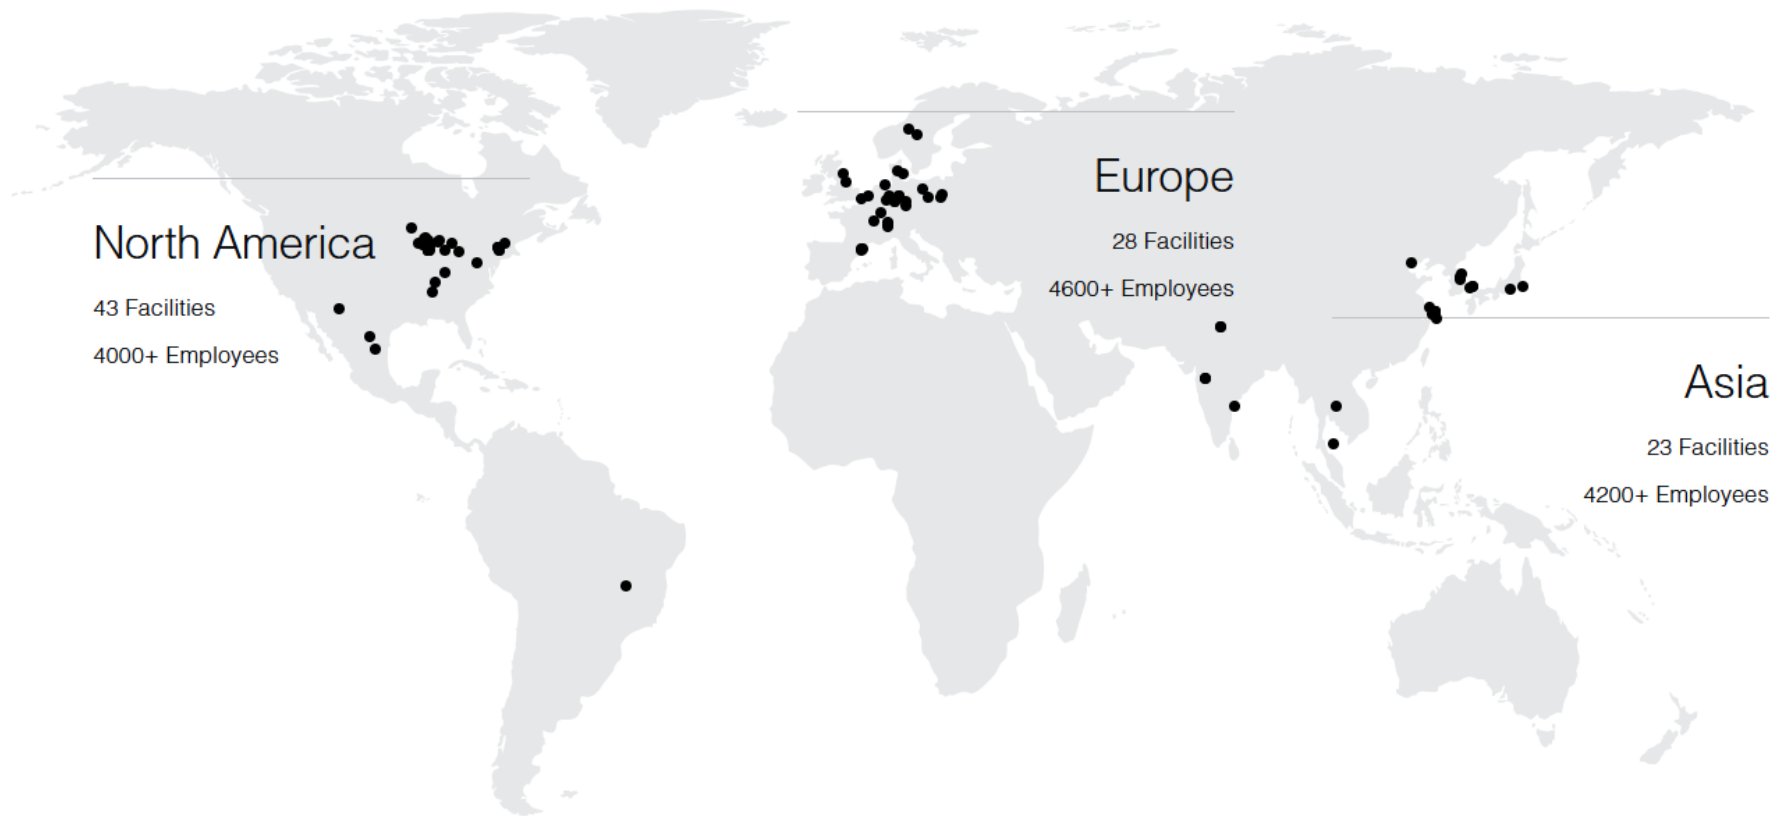 North America
43 Facilities
4000+ Employees
Europe
28 Facilities
4600+ Employees
Asia
23 Facilities
4200+ Employees